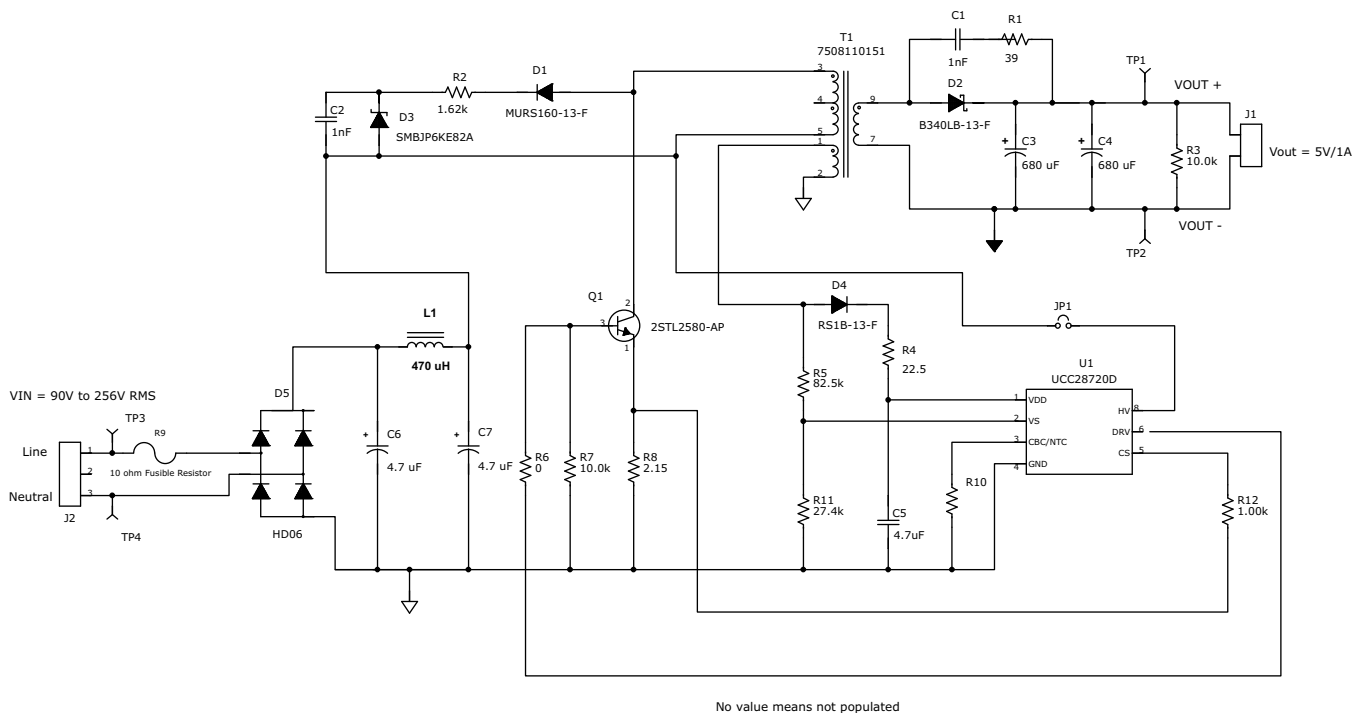 C1
R1
1nF
39
T1
7508110151
3
4
5
1
2
9
7
D2
B340LB-13-F
TP1
VOUT +
J1
Vout = 5V/1A
+
C3
680 uF
+
C4
680 uF
R3
10.0k
VOUT -
TP2
R2
1.62k
D1
MURS160-13-F
C2
1nF
D3
SMBJP6KE82A
Q1
2
3
1
2STL2580-AP
D4
RS1B-13-F
JP1
L1
470 uH
R4
22.5
R5
82.5k
U1
UCC28720D
1
VDD
2
VS
3
CBC/NTC
4
GND
HV
8
DRV
6
CS
5
VIN = 90V to 256V RMS
D5
TP3
R9
Line
1
2
10 ohm Fusible Resistor
Neutral
3
J2
TP4
HD06
+
C6
4.7 uF
+
C7
4.7 uF
R6
0
R7
10.0k
R8
2.15
R11
27.4k
C5
4.7uF
R10
R12
1.00k
No value means not populated